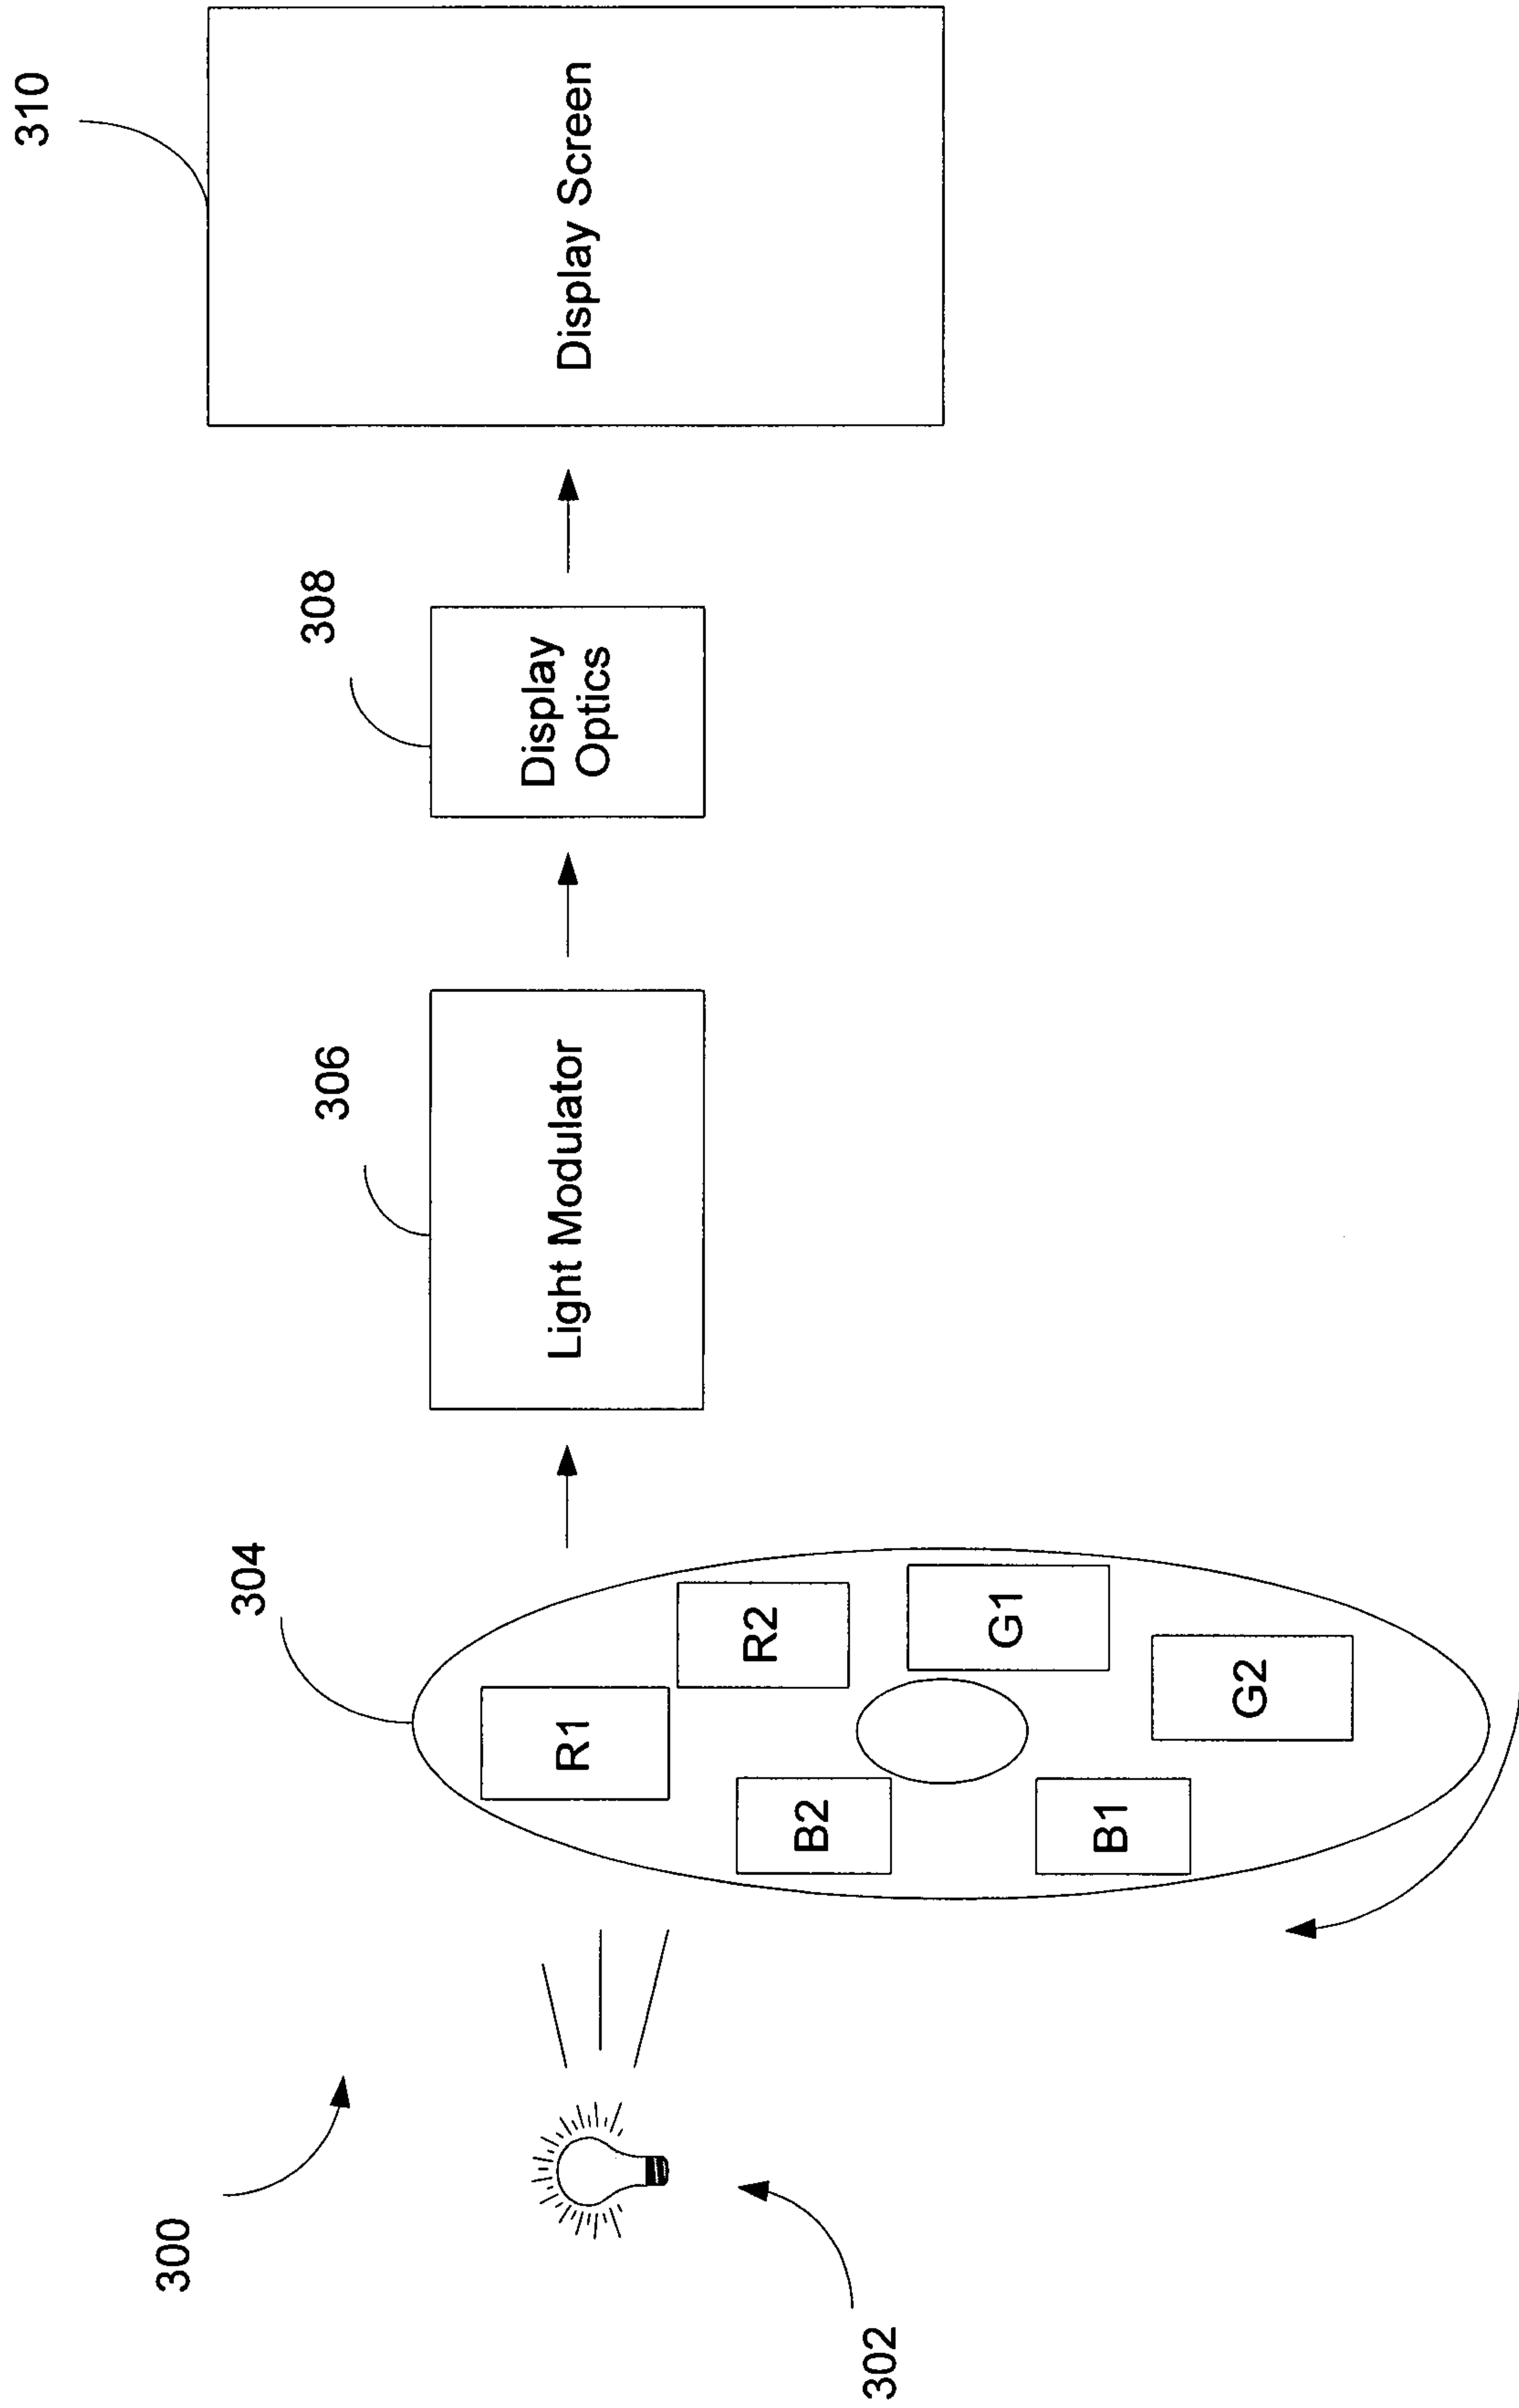 300
302
304
R1
R2
B2
G1
B1
G2
306
Light Modulator
308
Display
Optics
310
Display Screen